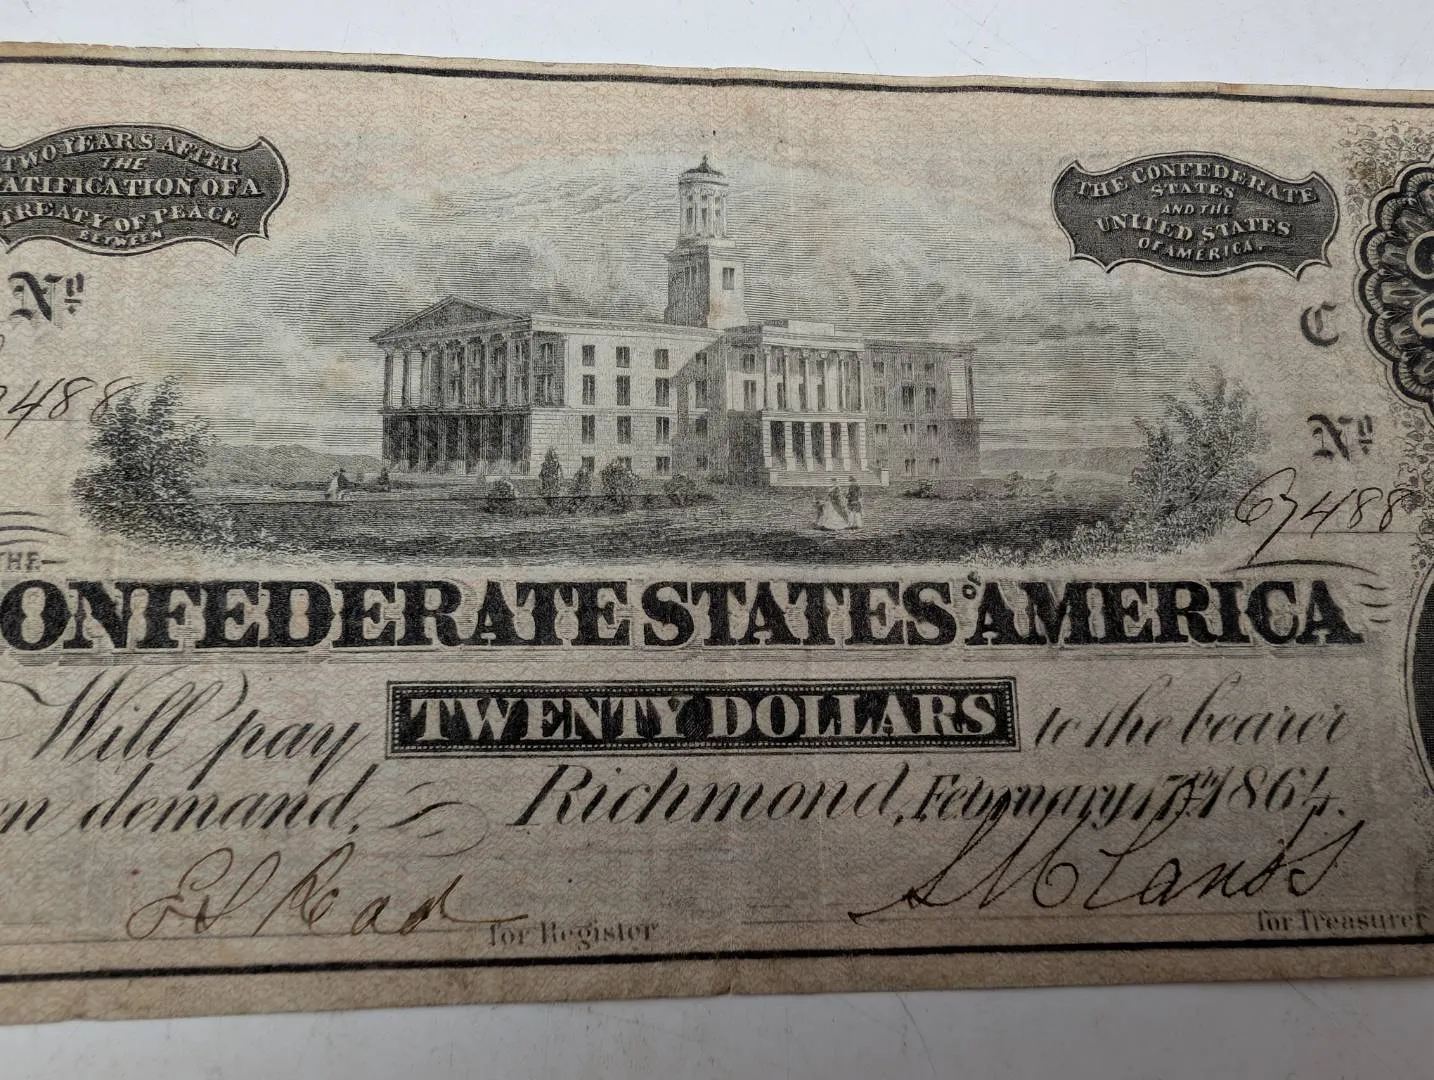 TWO YEARS AFTER
THE
RATIFICATION OF A
TREATY OF PEACE
BETWEEN
THE CONFEDERATE
STATES
AND THE
UNITED STATES
OF AMERICA.
Nº
C
Nº
67488
THE
CONFEDERATE STATES OF AMERICA
Will pay TWENTY DOLLARS to the bearer
on demand, Richmond, February 17th 1864.
for Register
for Treasurer